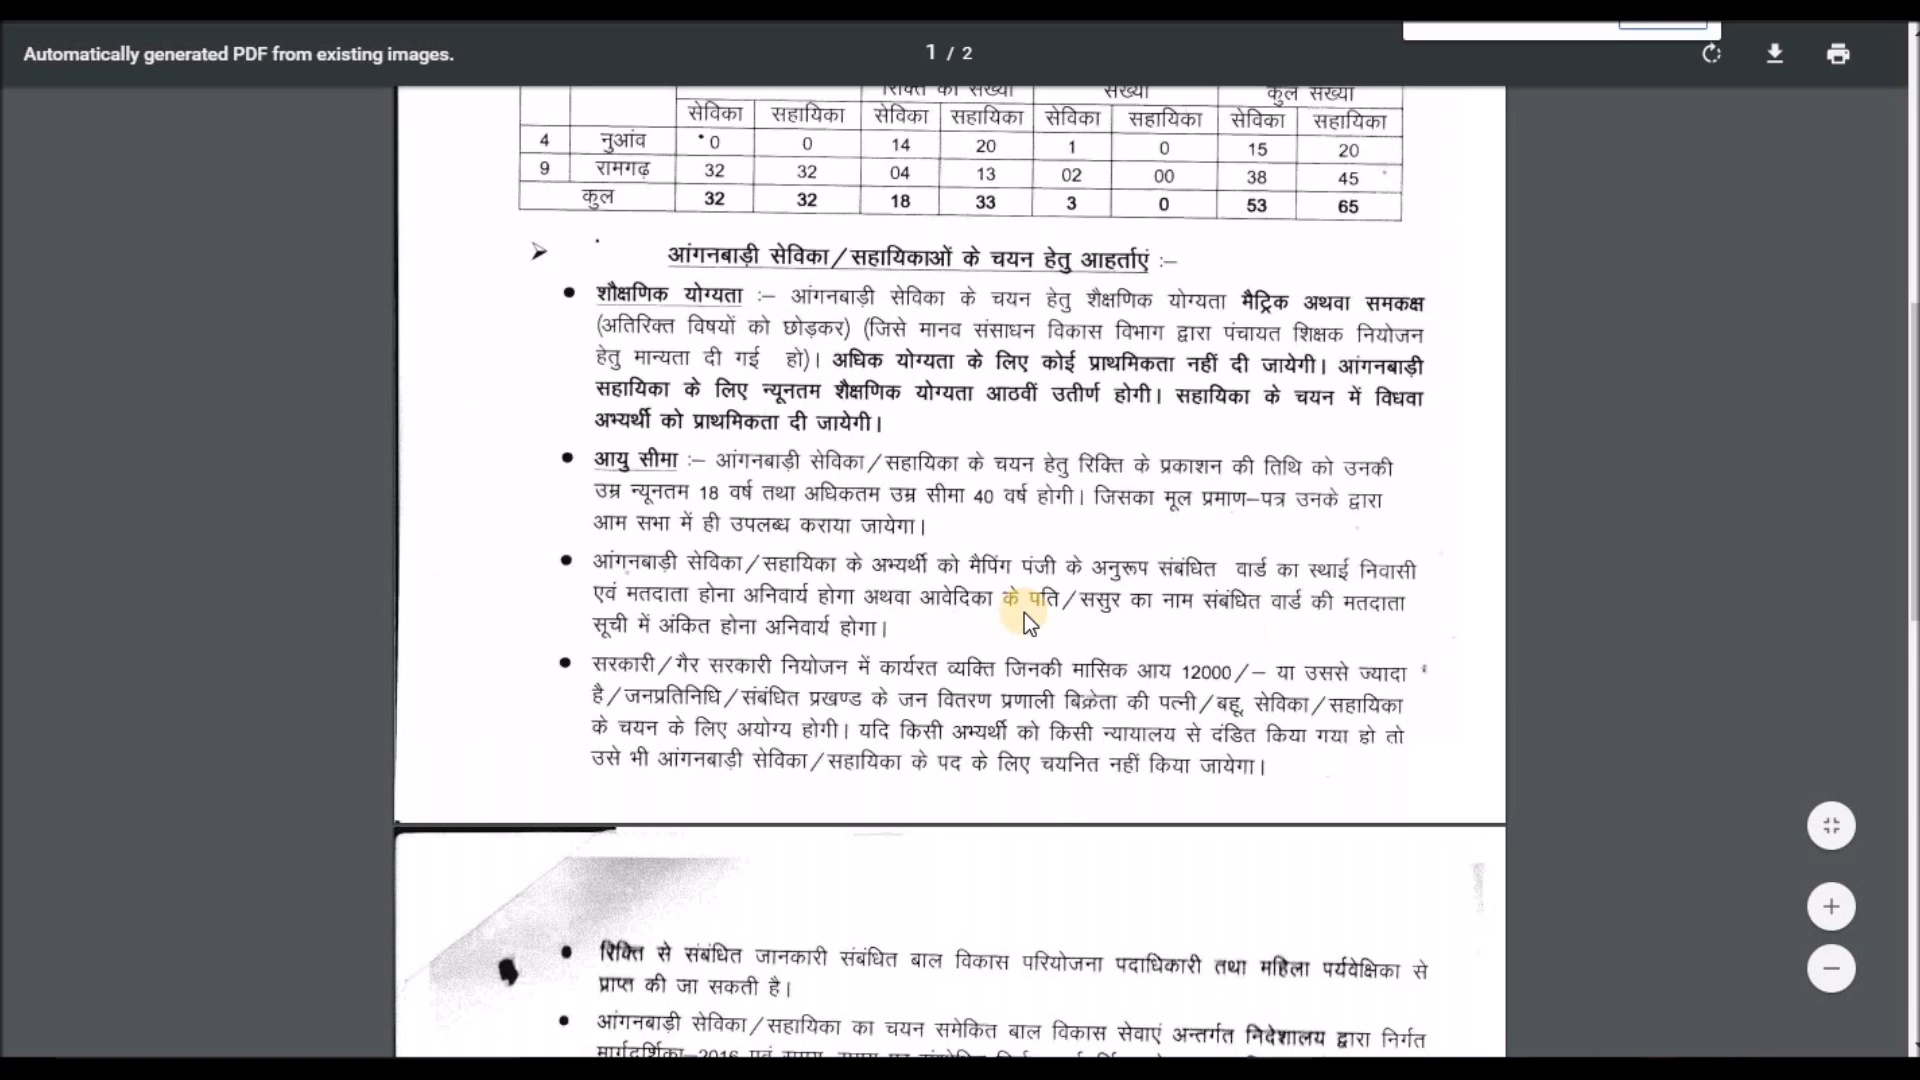 Automatically generated PDF from existing images.
1 / 2
रिक्ति की संख्या संख्या कुल संख्या
सेविका सहायिका सेविका सहायिका सेविका सहायिका सेविका सहायिका
4 नुआंव 0 0 14 20 1 0 15 20
9 रामगढ़ 32 32 04 13 02 00 38 45
कुल 32 32 18 33 3 0 53 65
आंगनबाड़ी सेविका/सहायिकाओं के चयन हेतु आहर्ताएं :–
शौक्षणिक योग्यता :– आंगनबाड़ी सेविका के चयन हेतु शैक्षणिक योग्यता मैट्रिक अथवा समकक्ष
(अतिरिक्त विषयों को छोड़कर) (जिसे मानव संसाधन विकास विभाग द्वारा पंचायत शिक्षक नियोजन
हेतु मान्यता दी गई हो)। अधिक योग्यता के लिए कोई प्राथमिकता नहीं दी जायेगी। आंगनबाड़ी
सहायिका के लिए न्यूनतम शैक्षणिक योग्यता आठवीं उतीर्ण होगी। सहायिका के चयन में विधवा
अभ्यर्थी को प्राथमिकता दी जायेगी।
आयु सीमा :– आंगनबाड़ी सेविका/सहायिका के चयन हेतु रिक्ति के प्रकाशन की तिथि को उनकी
उम्र न्यूनतम 18 वर्ष तथा अधिकतम उम्र सीमा 40 वर्ष होगी। जिसका मूल प्रमाण–पत्र उनके द्वारा
आम सभा में ही उपलब्ध कराया जायेगा।
आंगनबाड़ी सेविका/सहायिका के अभ्यर्थी को मैपिंग पंजी के अनुरूप संबंधित वार्ड का स्थाई निवासी
एवं मतदाता होना अनिवार्य होगा अथवा आवेदिका के पति/ससुर का नाम संबंधित वार्ड की मतदाता
सूची में अंकित होना अनिवार्य होगा।
सरकारी/गैर सरकारी नियोजन में कार्यरत व्यक्ति जिनकी मासिक आय 12000/– या उससे ज्यादा
है/जनप्रतिनिधि/संबंधित प्रखण्ड के जन वितरण प्रणाली बिक्रेता की पत्नी/बहू, सेविका/सहायिका
के चयन के लिए अयोग्य होगी। यदि किसी अभ्यर्थी को किसी न्यायालय से दंडित किया गया हो तो
उसे भी आंगनबाड़ी सेविका/सहायिका के पद के लिए चयनित नहीं किया जायेगा।
रिक्ति से संबंधित जानकारी संबंधित बाल विकास परियोजना पदाधिकारी तथा महिला पर्यवेक्षिका से
प्राप्त की जा सकती है।
आंगनबाड़ी सेविका/सहायिका का चयन समेकित बाल विकास सेवाएं अन्तर्गत निदेशालय द्वारा निर्गत
मार्गदर्शिका–2016 एवं